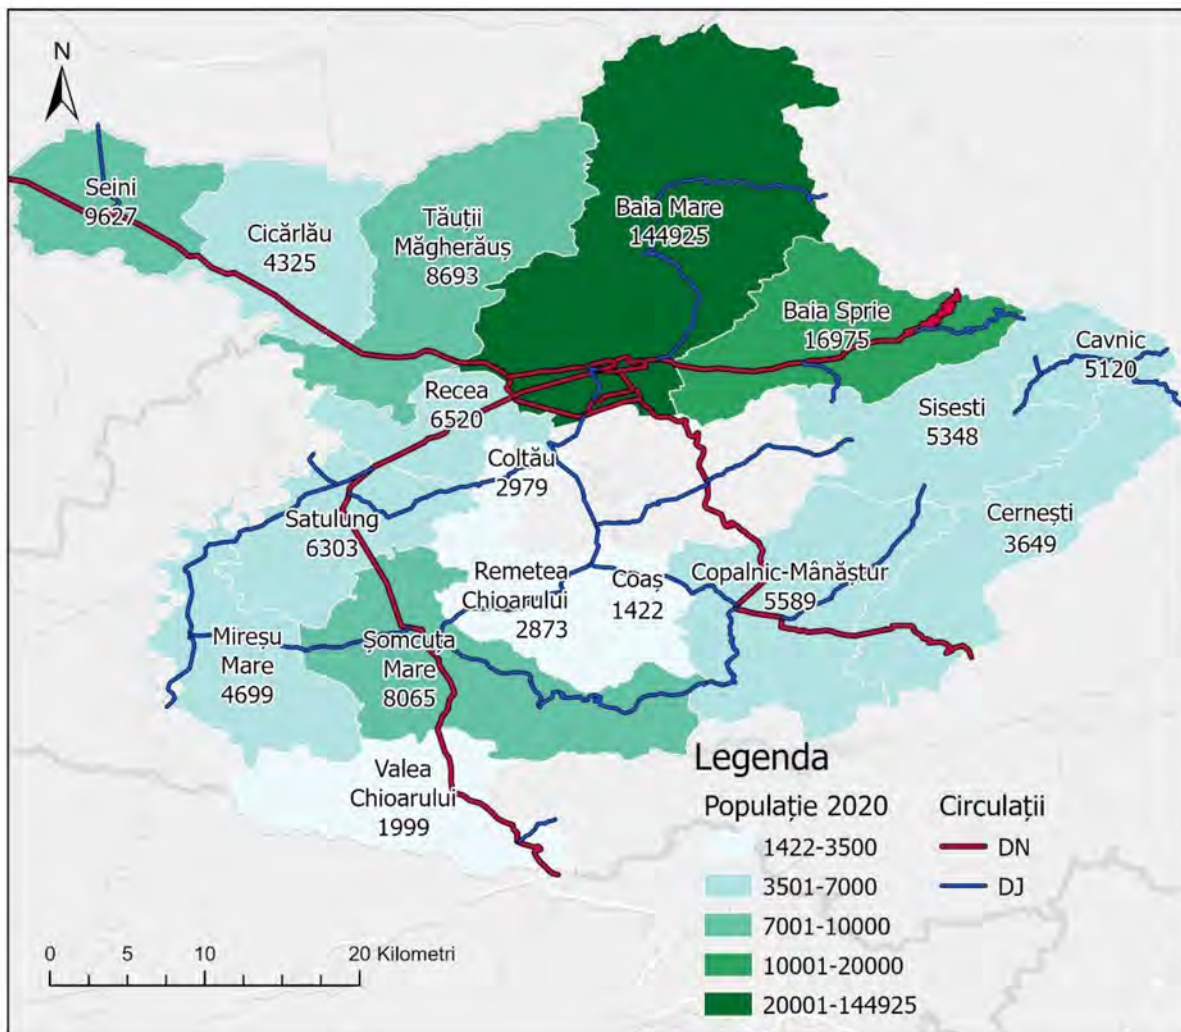 N
Seini
9627
Cicărlău
4325
Tăuții
Măgherăuș
8693
Baia Mare
144925
Baia Sprie
16975
Cavnic
5120
Recea
6520
Sisesti
5348
Coltău
2979
Satulung
6303
Cernești
3649
Remetea
Chioarului
2873
Coaș
1422
Copalnic-Mânăștur
5589
Mireșu
Mare
4699
Șomcuța
Mare
8065
Valea
Chioarului
1999
Legenda
Populație 2020
1422-3500
3501-7000
7001-10000
10001-20000
20001-144925
Circulații
DN
DJ
0 5 10 20 Kilometri